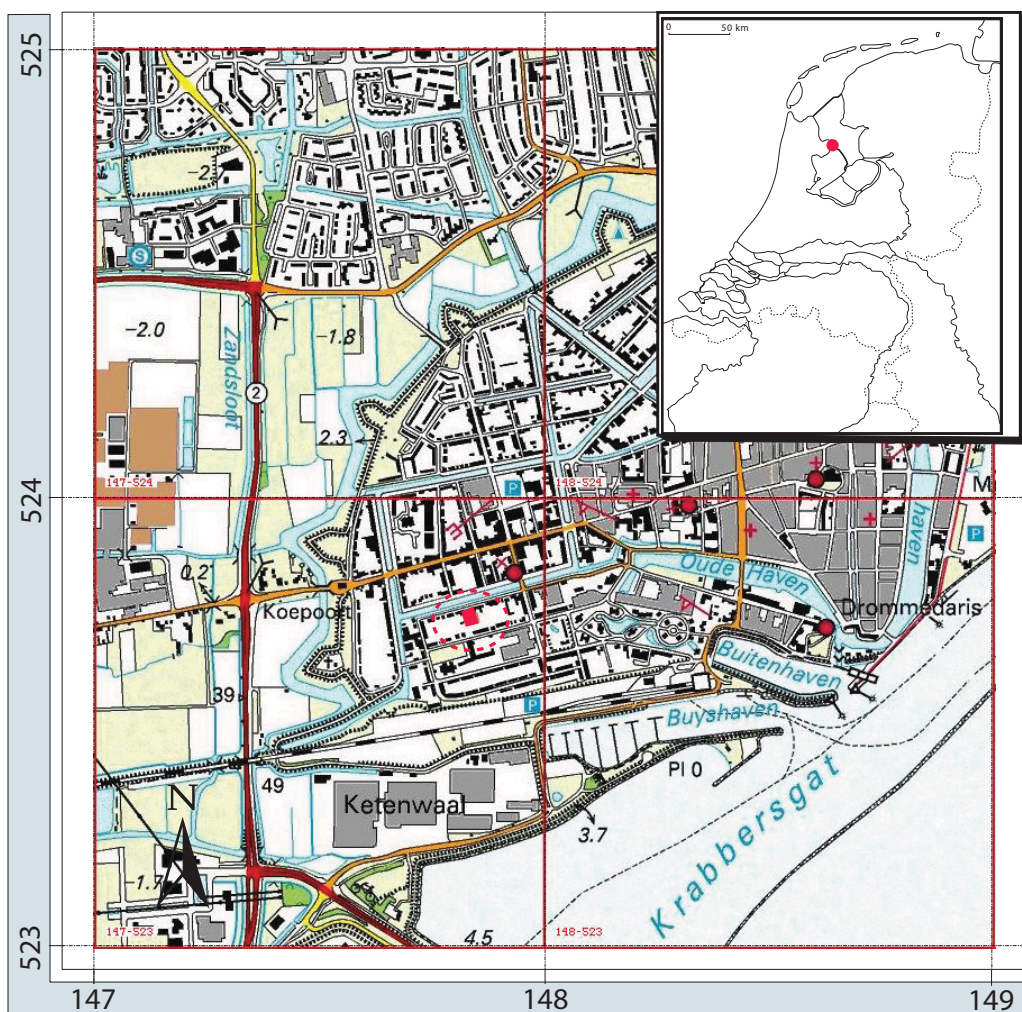 525
0 50 km
-2.
S
-2.0
Zandsloot
-1.8
2
2.3
147-524
P
148-524
524
M
P
haven
0.2
Koepoort
Oude Haven
Drommedaris
Buitenhaven
39
P
Buyshaven
Pl 0
49
N
Ketenwaal
3.7
Krabbersgat
-1.7
147-523
4.5
148-523
523
147
148
149